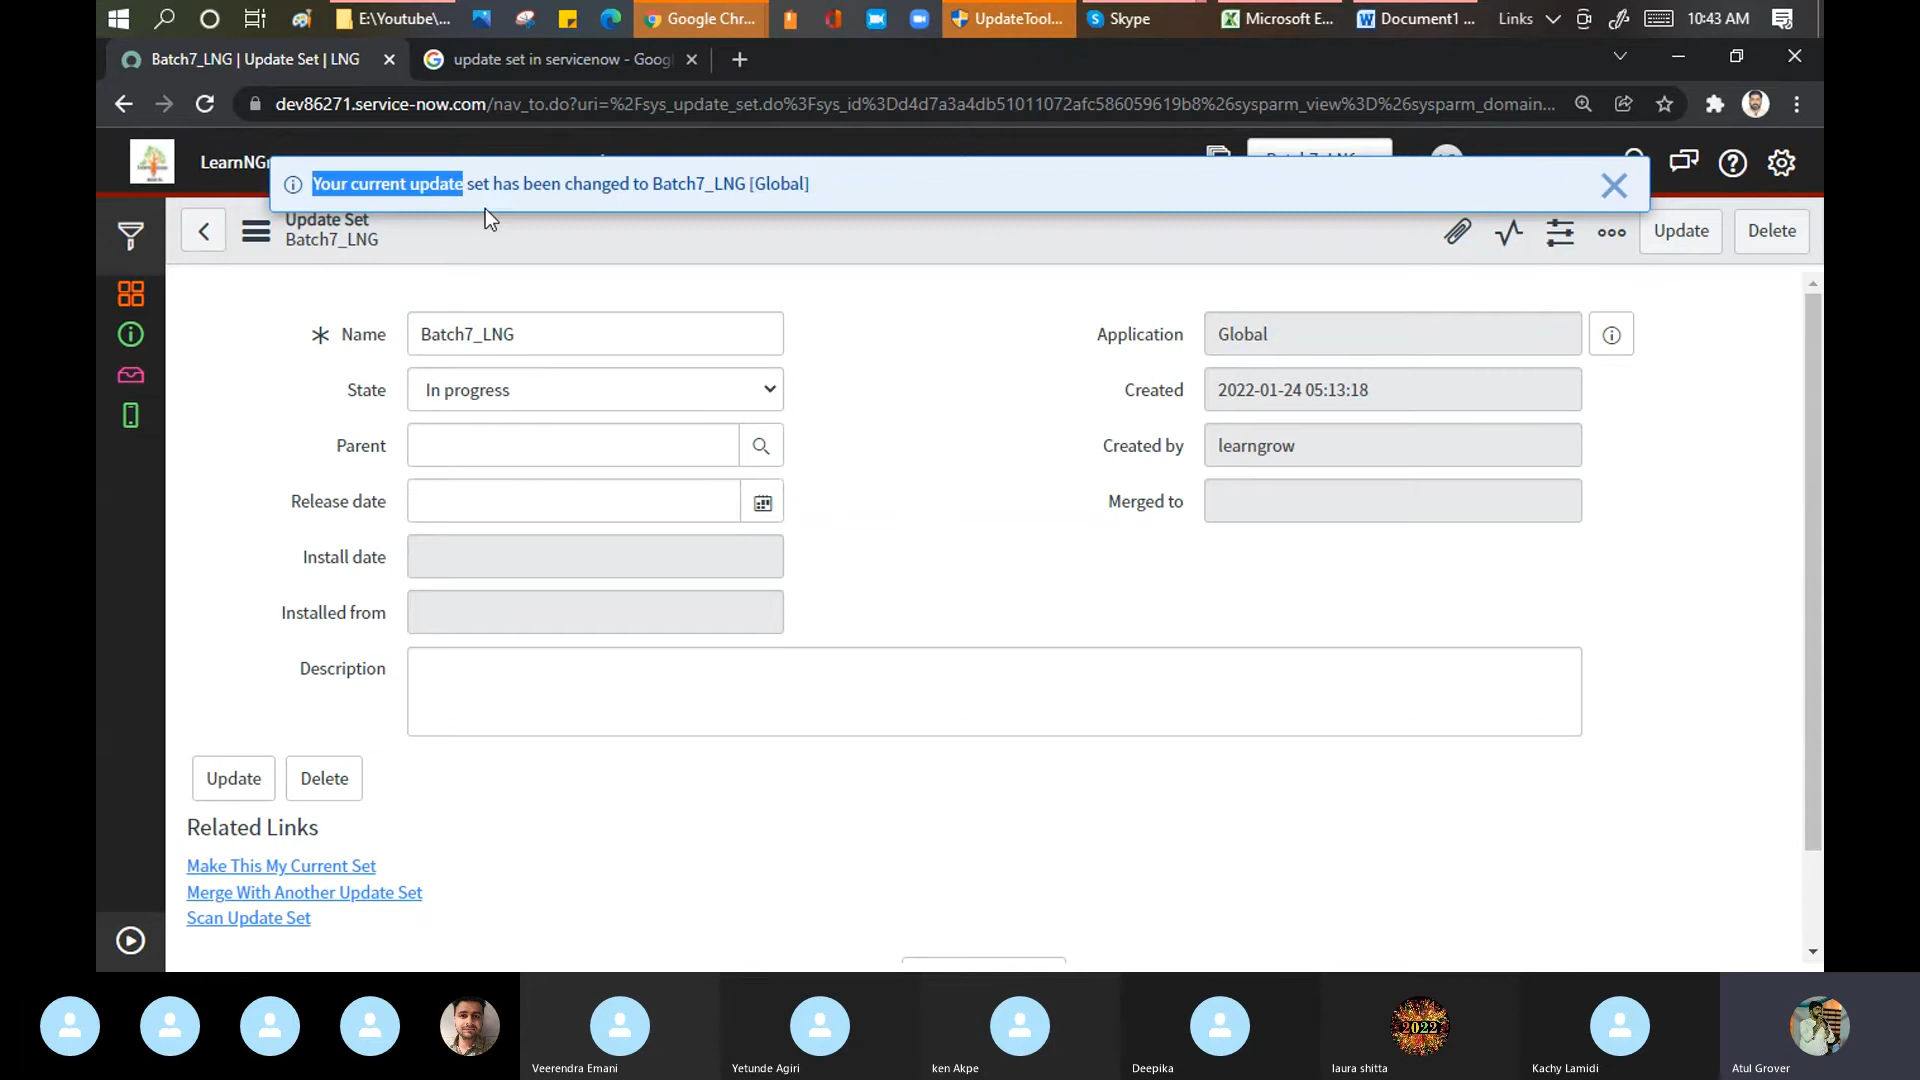 E:\Youtube\...
Google Chr...
UpdateTool...
Skype
Microsoft E...
Document1 ...
Links
10:43 AM
Batch7_LNG | Update Set | LNG
update set in servicenow - Goog
dev86271.service-now.com/nav_to.do?uri=%2Fsys_update_set.do%3Fsys_id%3Dd4d7a3a4db51011072afc586059619b8%26sysparm_view%3D%26sysparm_domain...
LearnNGr
Your current update set has been changed to Batch7_LNG [Global]
Update Set
Batch7_LNG
Update
Delete
Name
Batch7_LNG
Application
Global
State
In progress
Created
2022-01-24 05:13:18
Parent
Created by
learngrow
Release date
Merged to
Install date
Installed from
Description
Update
Delete
Related Links
Make This My Current Set
Merge With Another Update Set
Scan Update Set
2022
Veerendra Emani
Yetunde Agiri
ken Akpe
Deepika
laura shitta
Kachy Lamidi
Atul Grover